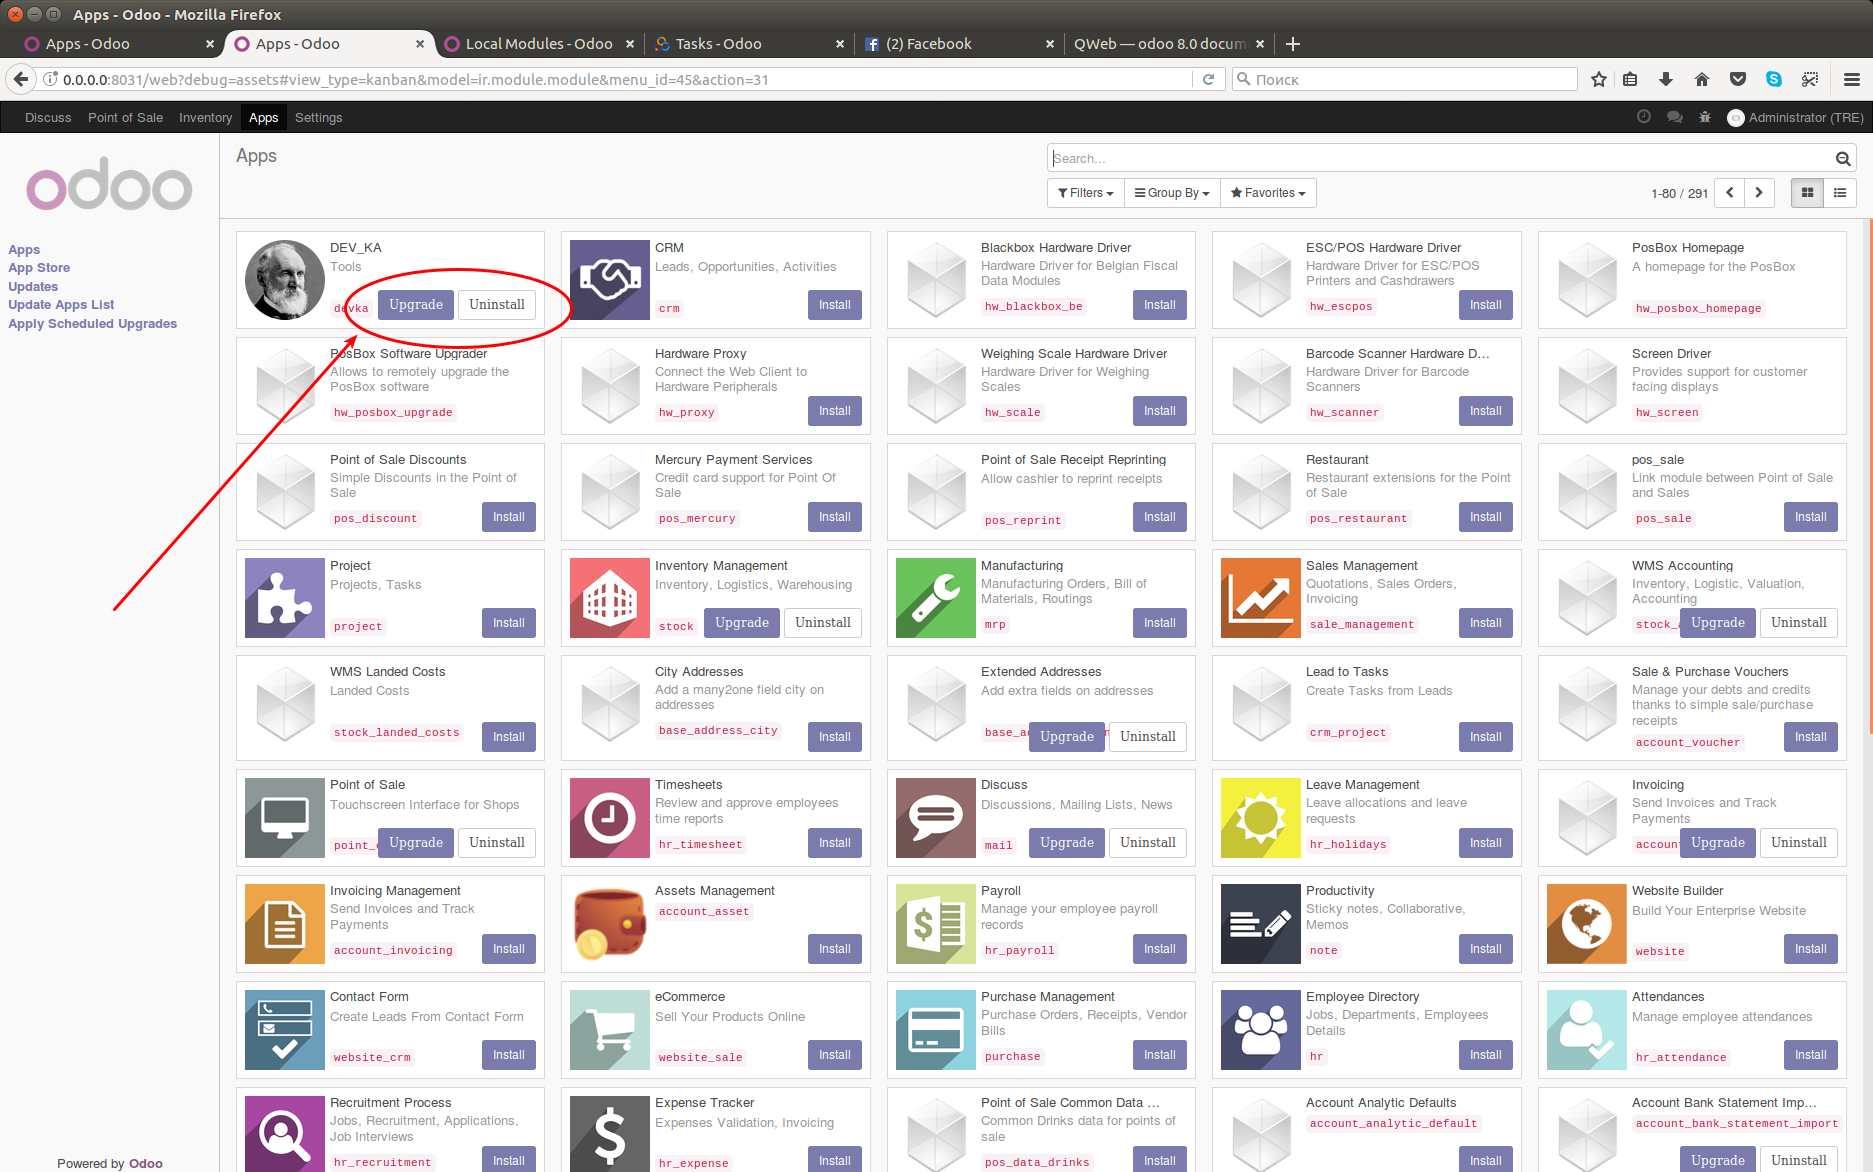 Apps - Odoo - Mozilla Firefox
Apps - Odoo
Apps - Odoo
Local Modules - Odoo
Tasks - Odoo
(2) Facebook
QWeb — odoo 8.0 docum
0.0.0.0:8031/web?debug=assets#view_type=kanban&model=ir.module.module&menu_id=45&action=31
Поиск
Discuss Point of Sale Inventory Apps Settings
Administrator (TRE)
odoo
Apps
App Store
Updates
Update Apps List
Apply Scheduled Upgrades
Powered by Odoo
Apps
Search...
Filters Group By Favorites
1-80 / 291
DEV_KA
Tools
devka Upgrade Uninstall
CRM
Leads, Opportunities, Activities
crm Install
Blackbox Hardware Driver
Hardware Driver for Belgian Fiscal
Data Modules
hw_blackbox_be Install
ESC/POS Hardware Driver
Hardware Driver for ESC/POS
Printers and Cashdrawers
hw_escpos Install
PosBox Homepage
A homepage for the PosBox
hw_posbox_homepage
PosBox Software Upgrader
Allows to remotely upgrade the
PosBox software
hw_posbox_upgrade
Hardware Proxy
Connect the Web Client to
Hardware Peripherals
hw_proxy Install
Weighing Scale Hardware Driver
Hardware Driver for Weighing
Scales
hw_scale Install
Barcode Scanner Hardware D...
Hardware Driver for Barcode
Scanners
hw_scanner Install
Screen Driver
Provides support for customer
facing displays
hw_screen
Point of Sale Discounts
Simple Discounts in the Point of
Sale
pos_discount Install
Mercury Payment Services
Credit card support for Point Of
Sale
pos_mercury Install
Point of Sale Receipt Reprinting
Allow cashier to reprint receipts
pos_reprint Install
Restaurant
Restaurant extensions for the Point
of Sale
pos_restaurant Install
pos_sale
Link module between Point of Sale
and Sales
pos_sale Install
Project
Projects, Tasks
project Install
Inventory Management
Inventory, Logistics, Warehousing
stock Upgrade Uninstall
Manufacturing
Manufacturing Orders, Bill of
Materials, Routings
mrp Install
Sales Management
Quotations, Sales Orders,
Invoicing
sale_management Install
WMS Accounting
Inventory, Logistic, Valuation,
Accounting
stock_ Upgrade Uninstall
WMS Landed Costs
Landed Costs
stock_landed_costs Install
City Addresses
Add a many2one field city on
addresses
base_address_city Install
Extended Addresses
Add extra fields on addresses
base_a Upgrade Uninstall
Lead to Tasks
Create Tasks from Leads
crm_project Install
Sale & Purchase Vouchers
Manage your debts and credits
thanks to simple sale/purchase
receipts
account_voucher Install
Point of Sale
Touchscreen Interface for Shops
point_ Upgrade Uninstall
Timesheets
Review and approve employees
time reports
hr_timesheet Install
Discuss
Discussions, Mailing Lists, News
mail Upgrade Uninstall
Leave Management
Leave allocations and leave
requests
hr_holidays Install
Invoicing
Send Invoices and Track
Payments
accoun Upgrade Uninstall
Invoicing Management
Send Invoices and Track
Payments
account_invoicing Install
Assets Management
account_asset
Install
Payroll
Manage your employee payroll
records
hr_payroll Install
Productivity
Sticky notes, Collaborative,
Memos
note Install
Website Builder
Build Your Enterprise Website
website Install
Contact Form
Create Leads From Contact Form
website_crm Install
eCommerce
Sell Your Products Online
website_sale Install
Purchase Management
Purchase Orders, Receipts, Vendor
Bills
purchase Install
Employee Directory
Jobs, Departments, Employees
Details
hr Install
Attendances
Manage employee attendances
hr_attendance Install
Recruitment Process
Jobs, Recruitment, Applications,
Job Interviews
hr_recruitment Install
Expense Tracker
Expenses Validation, Invoicing
hr_expense Install
Point of Sale Common Data ...
Common Drinks data for points of
sale
pos_data_drinks Install
Account Analytic Defaults
account_analytic_default
Install
Account Bank Statement Imp...
account_bank_statement_import
Upgrade Uninstall